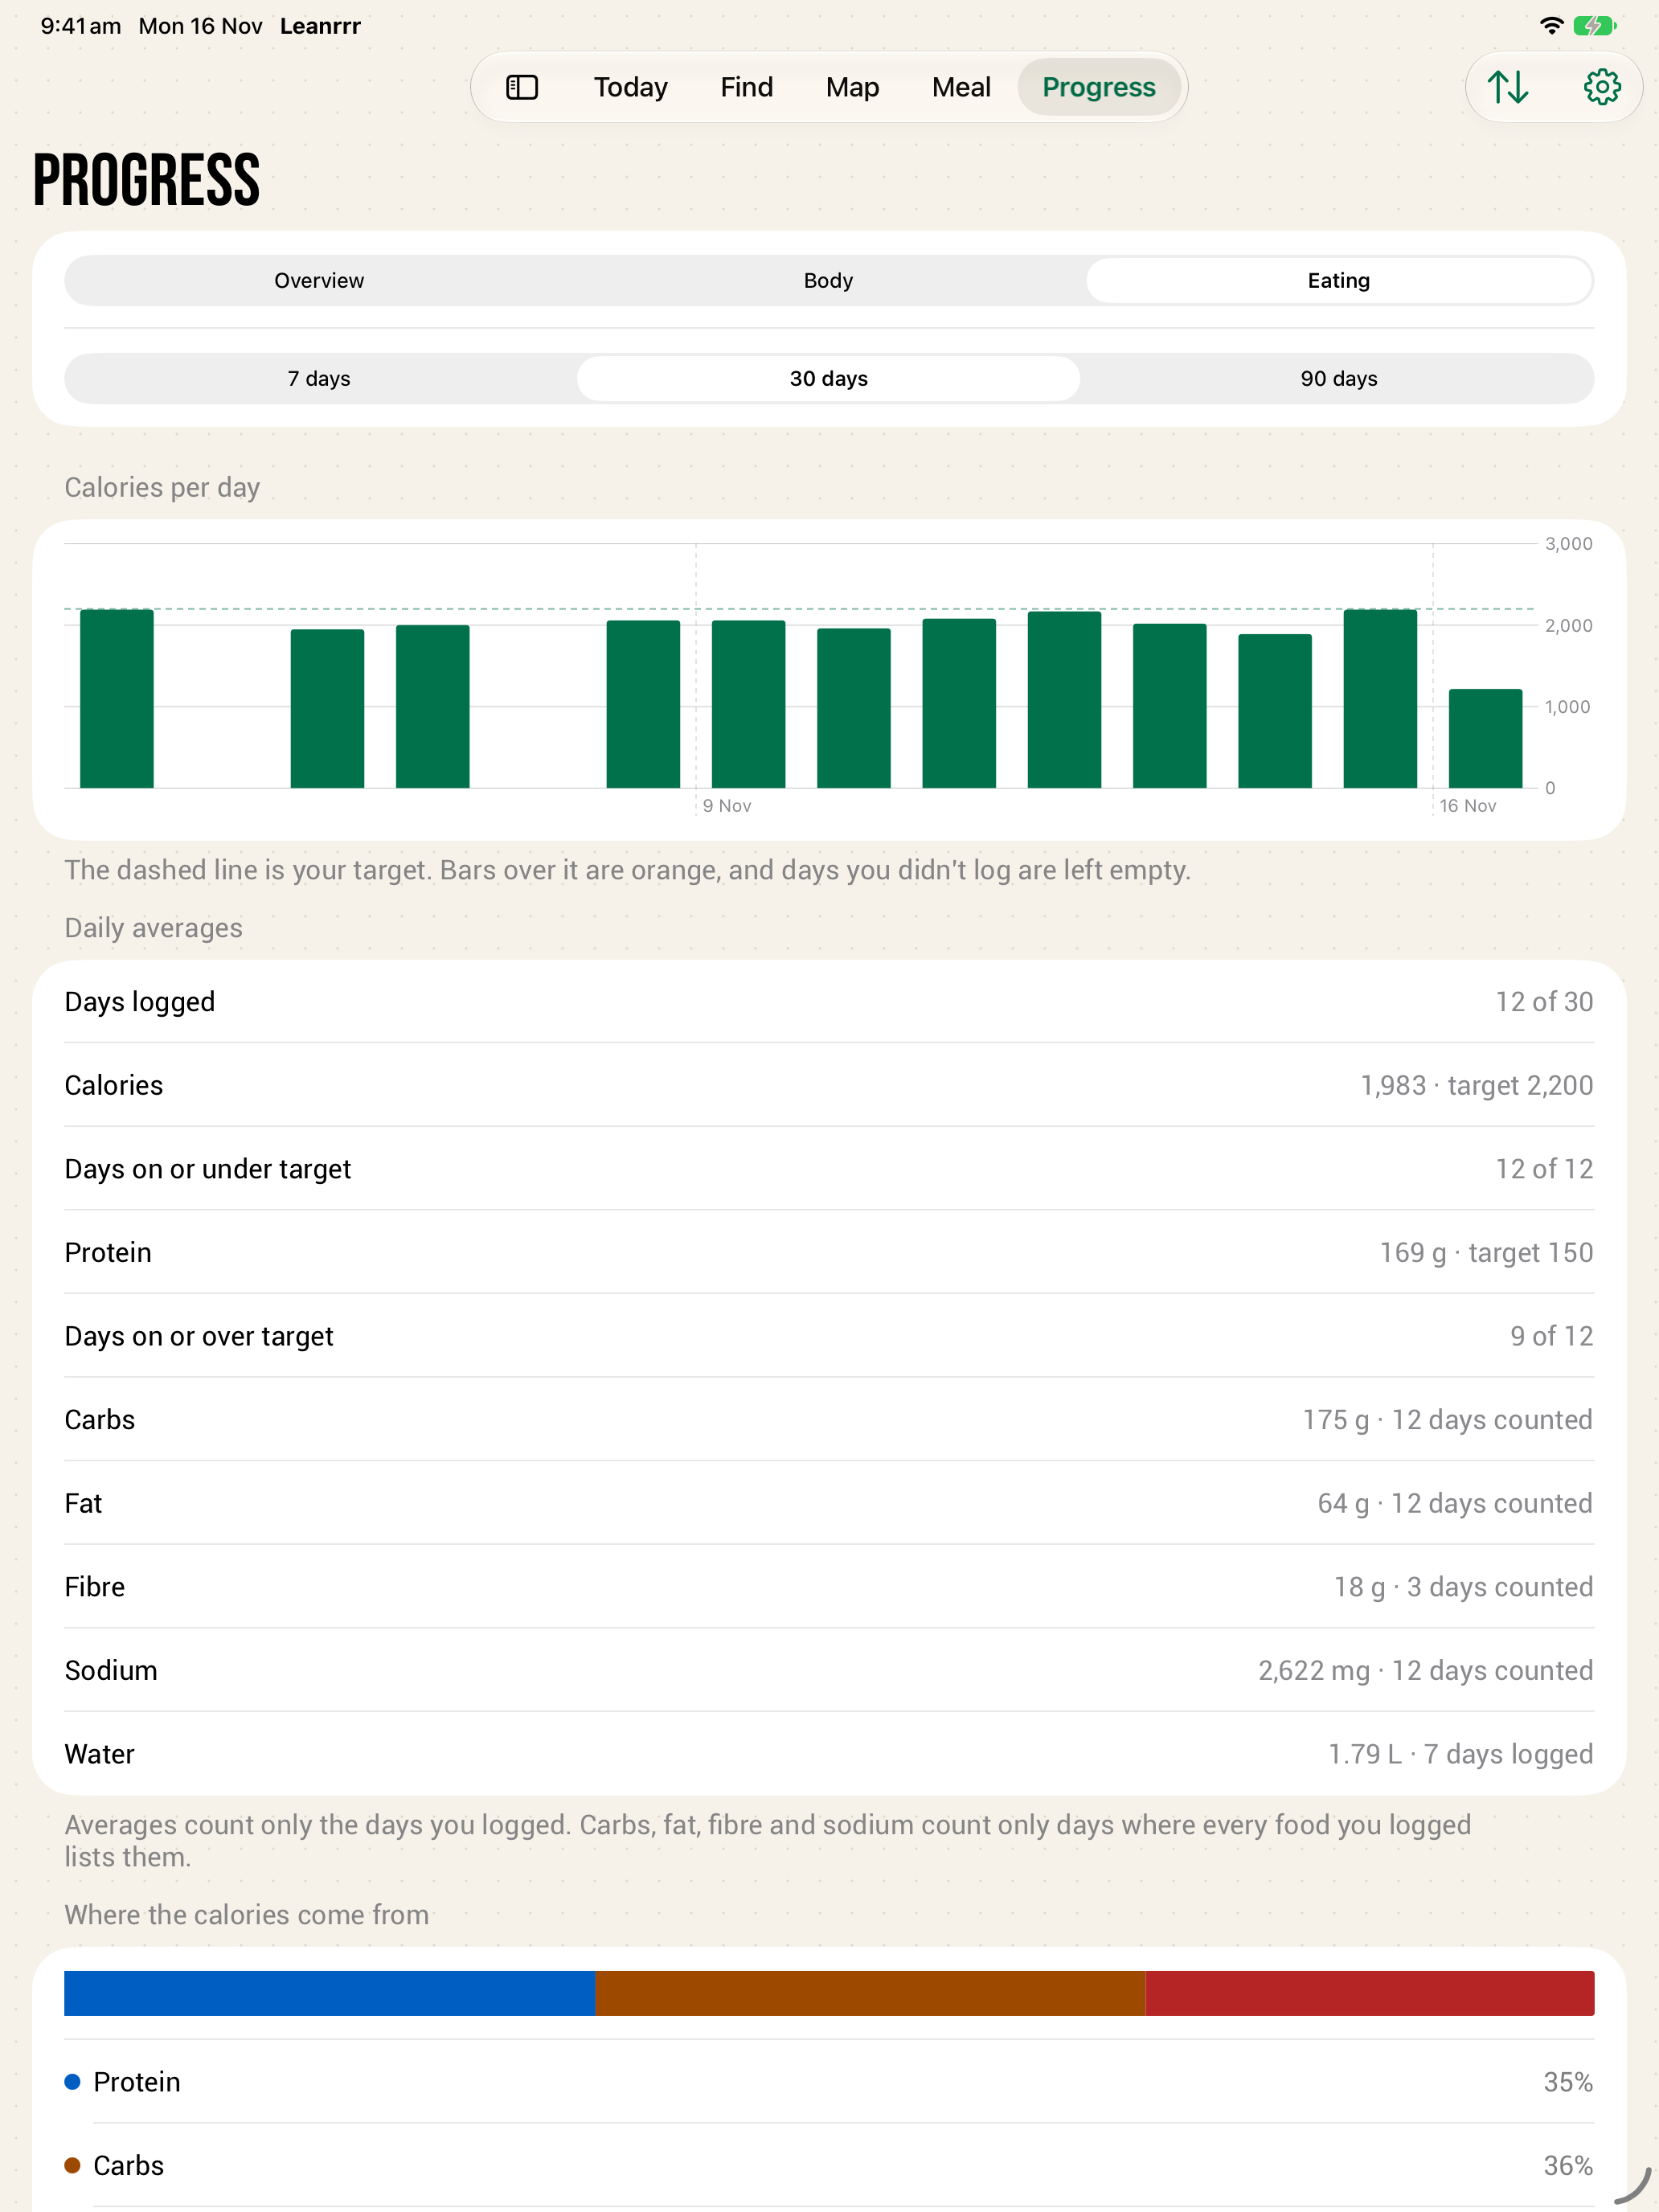 9:41 am Mon 16 Nov Leanrrr
Today Find Map Meal Progress
PROGRESS
Overview Body Eating
7 days 30 days 90 days
Calories per day
3,000
2,000
1,000
0
9 Nov 16 Nov
The dashed line is your target. Bars over it are orange, and days you didn't log are left empty.
Daily averages
Days logged 12 of 30
Calories 1,983 · target 2,200
Days on or under target 12 of 12
Protein 169 g · target 150
Days on or over target 9 of 12
Carbs 175 g · 12 days counted
Fat 64 g · 12 days counted
Fibre 18 g · 3 days counted
Sodium 2,622 mg · 12 days counted
Water 1.79 L · 7 days logged
Averages count only the days you logged. Carbs, fat, fibre and sodium count only days where every food you logged
lists them.
Where the calories come from
Protein 35%
Carbs 36%